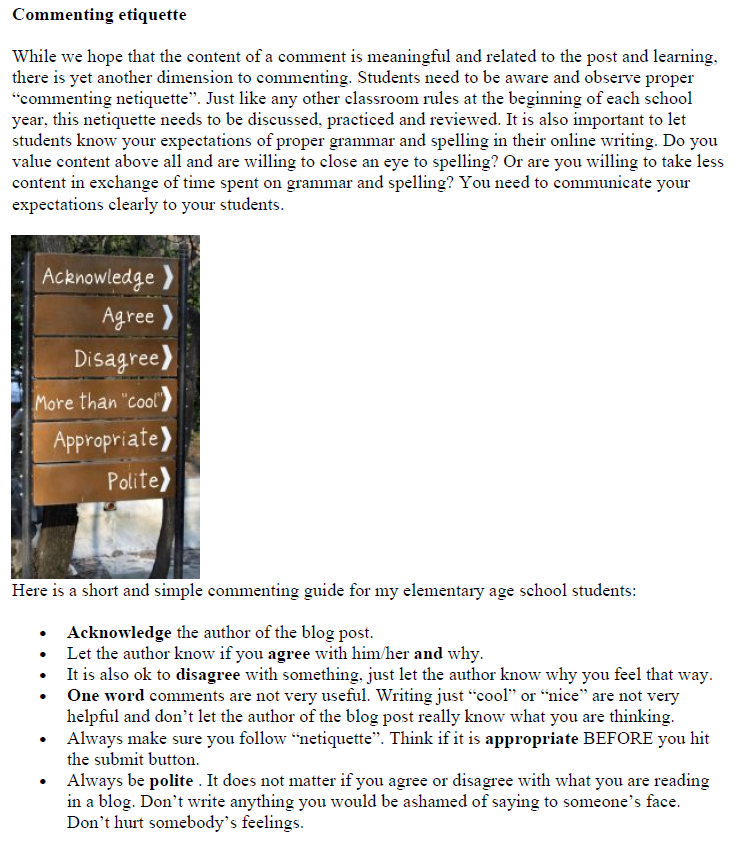 Commenting etiquette
While we hope that the content of a comment is meaningful and related to the post and learning,
there is yet another dimension to commenting. Students need to be aware and observe proper
“commenting netiquette”. Just like any other classroom rules at the beginning of each school
year, this netiquette needs to be discussed, practiced and reviewed. It is also important to let
students know your expectations of proper grammar and spelling in their online writing. Do you
value content above all and are willing to close an eye to spelling? Or are you willing to take less
content in exchange of time spent on grammar and spelling? You need to communicate your
expectations clearly to your students.
Acknowledge
Agree
Disagree
More than "cool"
Appropriate
Polite
Here is a short and simple commenting guide for my elementary age school students:
• Acknowledge the author of the blog post.
• Let the author know if you agree with him/her and why.
• It is also ok to disagree with something, just let the author know why you feel that way.
• One word comments are not very useful. Writing just “cool” or “nice” are not very
helpful and don’t let the author of the blog post really know what you are thinking.
• Always make sure you follow “netiquette”. Think if it is appropriate BEFORE you hit
the submit button.
• Always be polite . It does not matter if you agree or disagree with what you are reading
in a blog. Don’t write anything you would be ashamed of saying to someone’s face.
Don’t hurt somebody’s feelings.